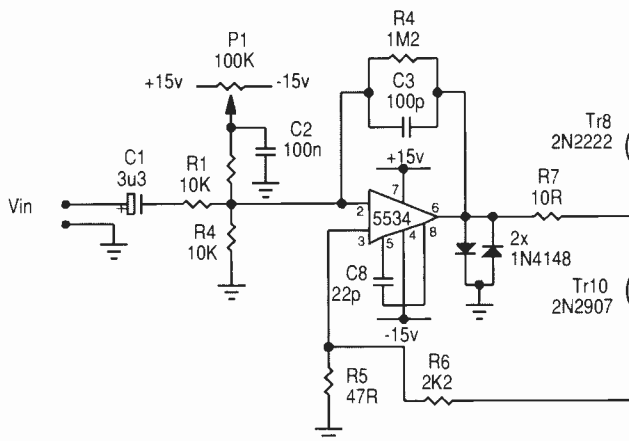 R4
1M2
P1
100K
+15v
-15v
C3
100p
C2
100n
Tr8
2N2222
+15v
C1
3u3
R1
10K
R7
10R
7
Vin
+
2
6
5534
3
5
4
8
R4
10K
2x
1N4148
C8
22p
Tr10
2N2907
-15v
R6
2K2
R5
47R